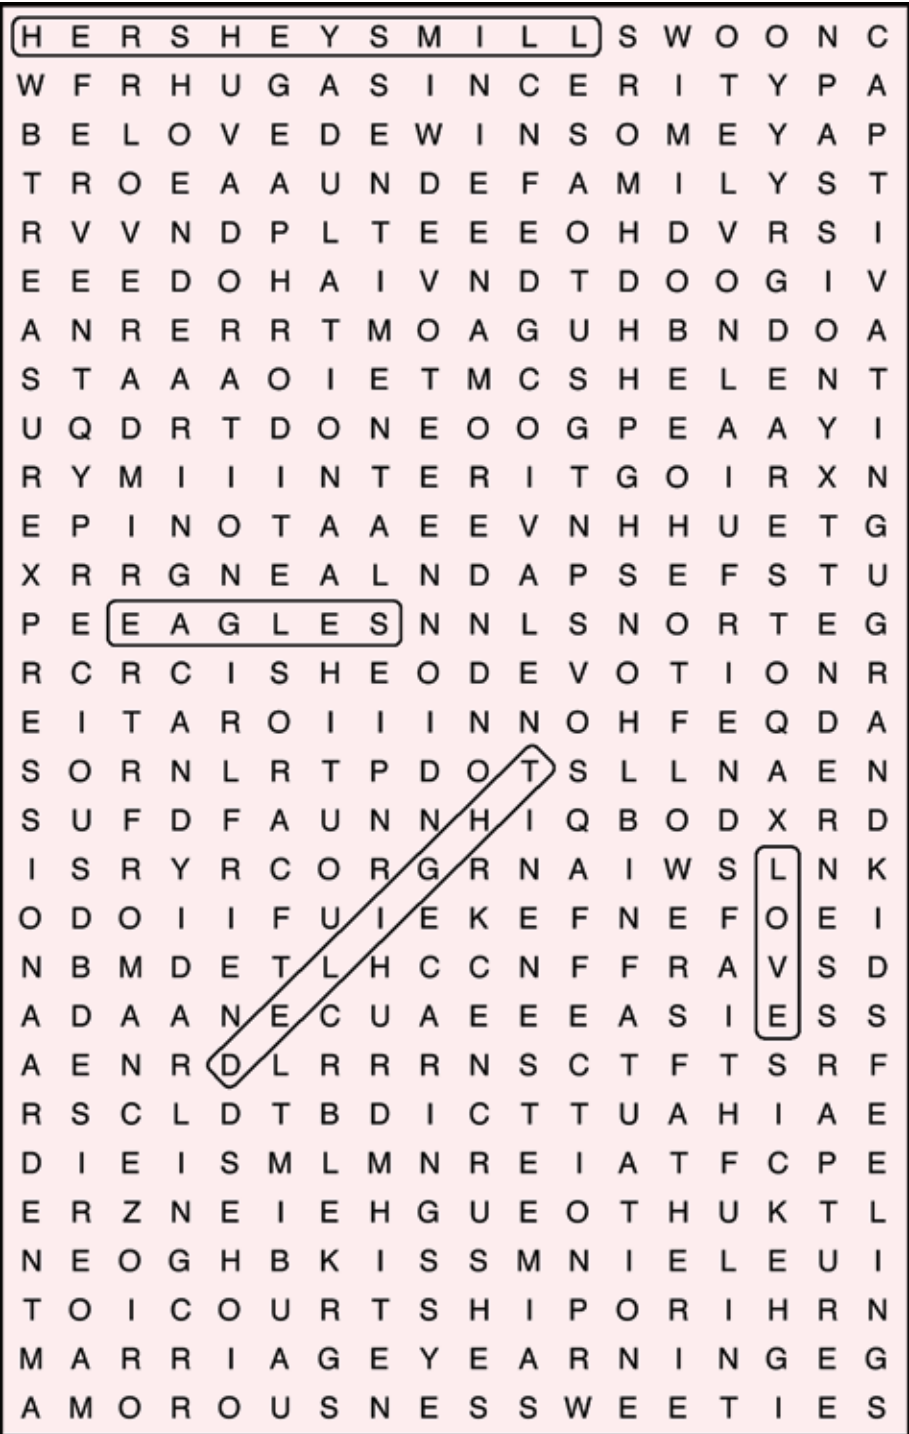 H E R S H E Y S M I L L S W O O N C
W F R H U G A S I N C E R I T Y P A
B E L O V E D E W I N S O M E Y A P
T R O E A A U N D E F A M I L Y S T
R V V N D P L T E E E O H D V R S I
E E E D O H A I V N D T D O O G I V
A N R E R R T M O A G U H B N D O A
S T A A A O I E T M C S H E L E N T
U Q D R T D O N E O O G P E A A Y I
R Y M I I I N T E R I T G O I R X N
E P I N O T A A E E V N H H U E T G
X R R G N E A L N D A P S E F S T U
P E E A G L E S N N L S N O R T E G
R C R C I S H E O D E V O T I O N R
E I T A R O I I I N N O H F E Q D A
S O R N L R T P D O T S L L N A E N
S U F D F A U N N H I Q B O D X R D
I S R Y R C O R G R N A I W S L N K
O D O I I F U I E K E F N E F O E I
N B M D E T L H C C N F F R A V S D
A D A A N E C U A E E E A S I E S S
A E N R D L R R R N S C T F T S R F
R S C L D T B D I C T T U A H I A E
D I E I S M L M N R E I A T F C P E
E R Z N E I E H G U E O T H U K T L
N E O G H B K I S S M N I E L E U I
T O I C O U R T S H I P O R I H R N
M A R R I A G E Y E A R N I N G E G
A M O R O U S N E S S W E E T I E S